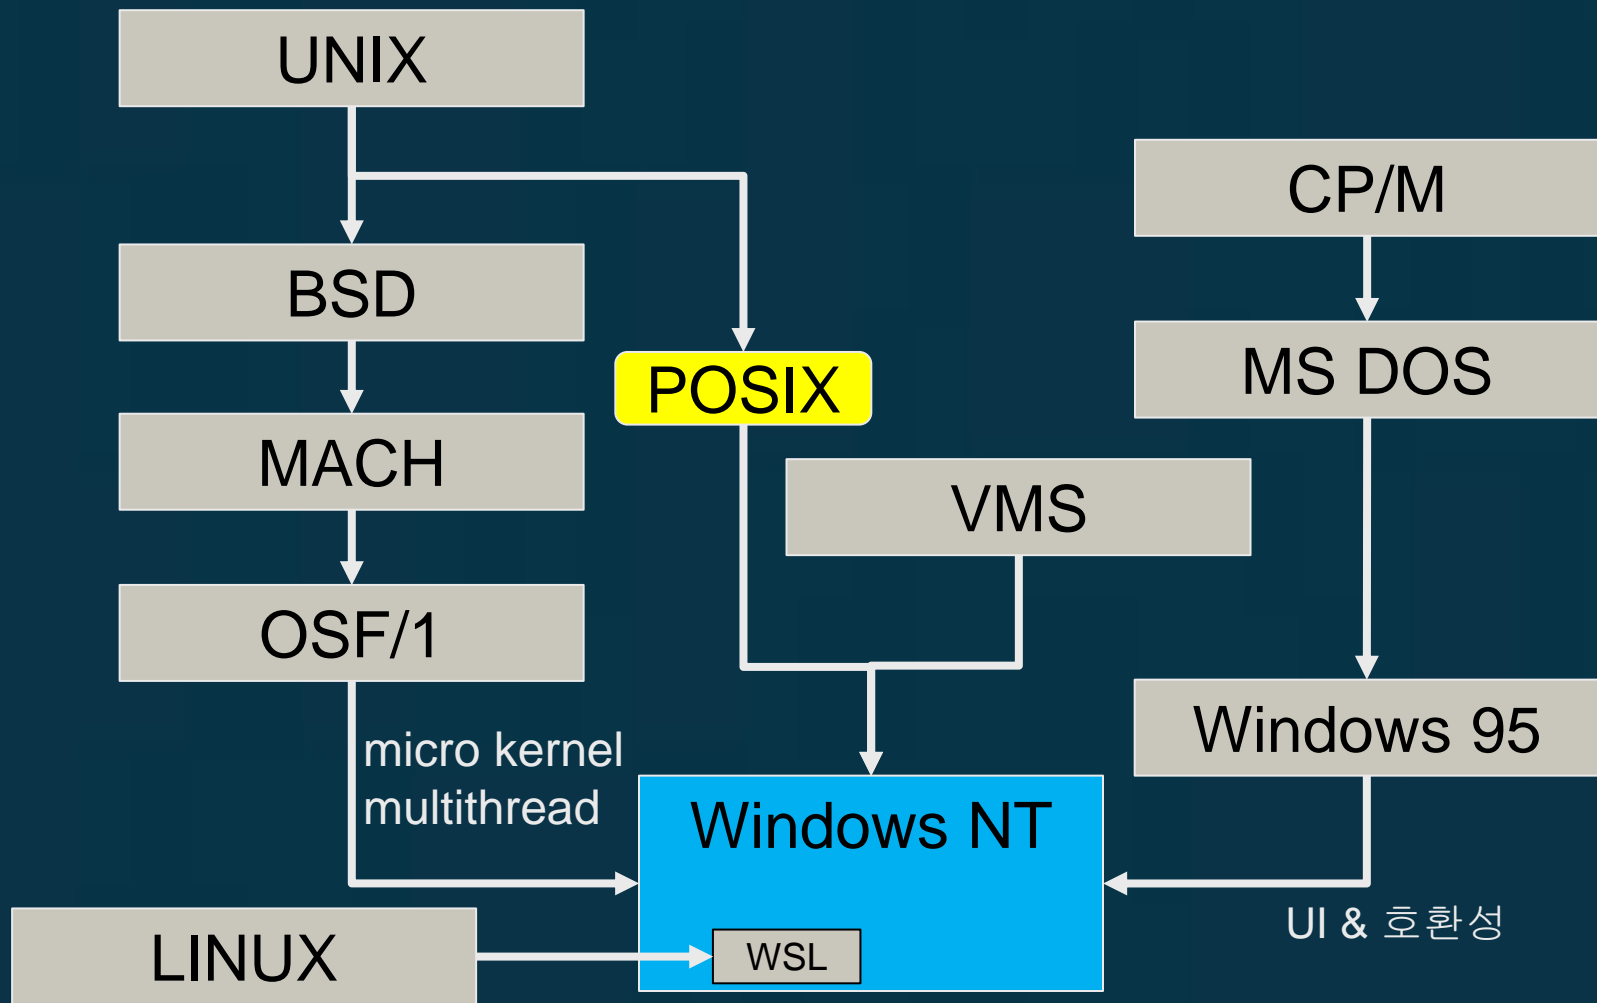 UNIX
CP/M
BSD
MS DOS
POSIX
MACH
VMS
OSF/1
Windows 95
micro kernel
multithread
Windows NT
UI & 호환성
LINUX
WSL